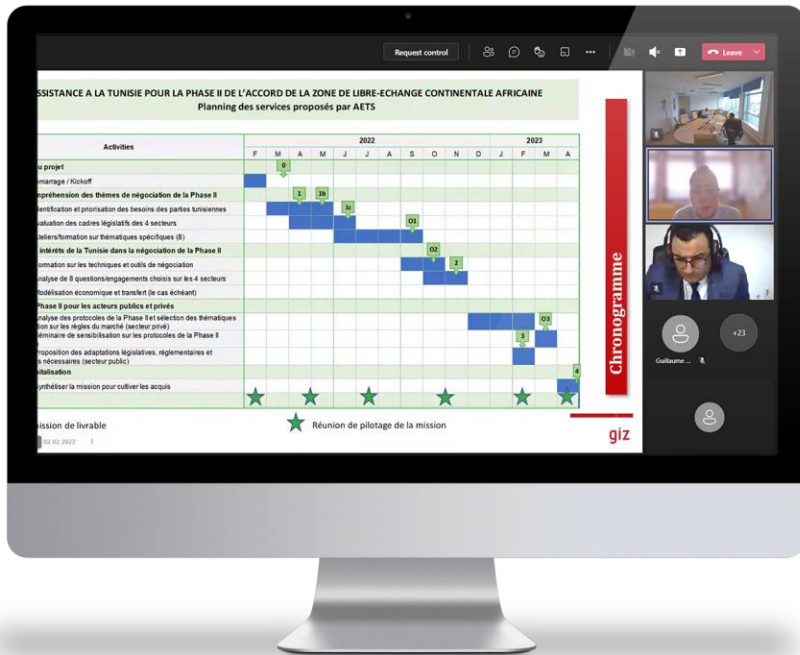 Request control
Leave
SSISTANCE A LA TUNISIE POUR LA PHASE II DE L'ACCORD DE LA ZONE DE LIBRE-ECHANGE CONTINENTALE AFRICAINE
Planning des services proposés par AETS
Activities
2022
2023
F M A M J J A S O N D J F M A
u projet
0
émarrage / Kickoff
mpréhension des thèmes de négociation de la Phase II
1 1b
dentification et priorisation des besoins des parties tunisiennes
1c
valuation des cadres législatifs des 4 secteurs
O1
teliers/formation sur thématiques spécifiques (8)
intérêts de la Tunisie dans la négociation de la Phase II
O2
ormation sur les techniques et outils de négociation
2
nalyse de 8 questions/engagements choisis sur les 4 secteurs
odélisation économique et transfert (le cas échéant)
Phase II pour les acteurs publics et privés
nalyse des protocoles de la Phase II et sélection des thématiques
tion sur les règles du marché (secteur privé)
O3
éminaire de sensibilisation sur les protocoles de la Phase II
3
roposition des adaptations législatives, réglementaires et
s nécessaires (secteur public)
pitalisation
4
ynthétiser la mission pour cultiver les acquis
ission de livrable
Réunion de pilotage de la mission
02.02.2022
Chronogramme
giz
Guillaume ...
+23